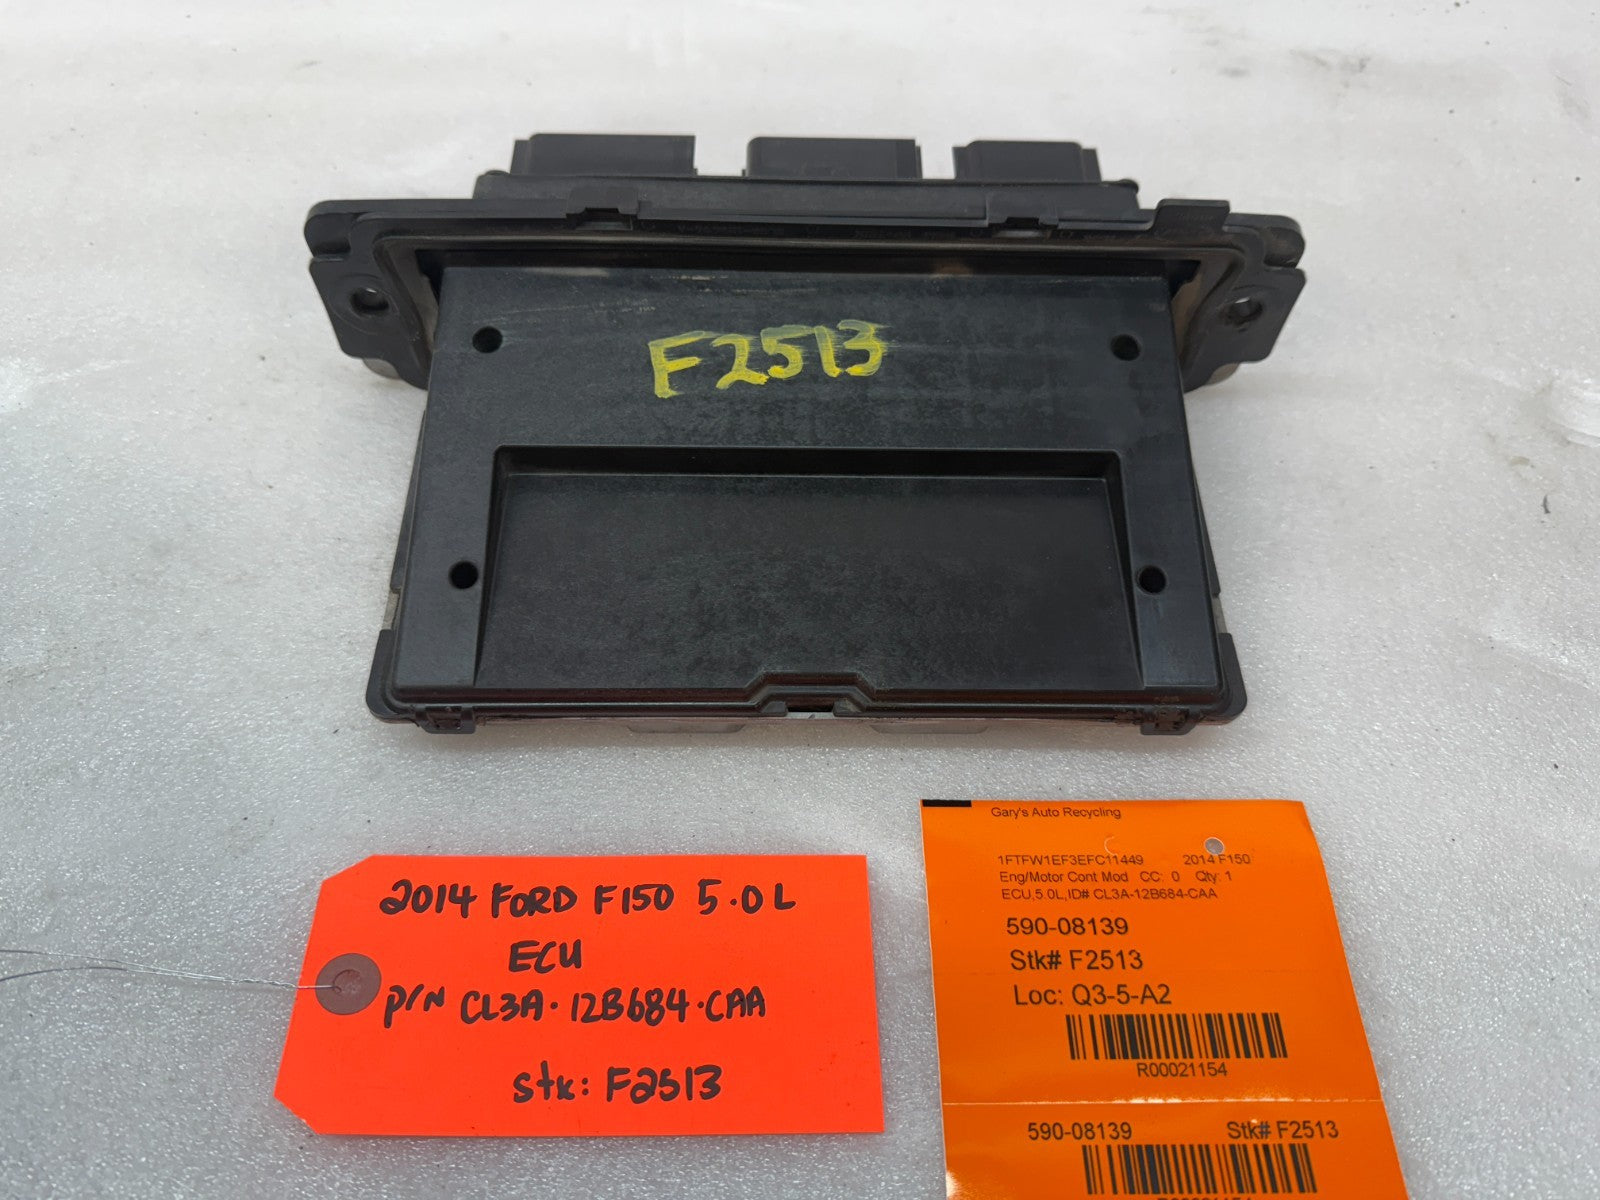 F2513
2014 FORD F150 5.0L
ECU
P/N CL3A-12B684-CAA
Stk: F2513
Gary's Auto Recycling
1FTFW1EF3EFC11449 2014 F150
Eng/Motor Cont Mod CC: 0 Qty: 1
ECU,5.0L,ID# CL3A-12B684-CAA
590-08139
Stk# F2513
Loc: Q3-5-A2
R00021154
590-08139 Stk# F2513